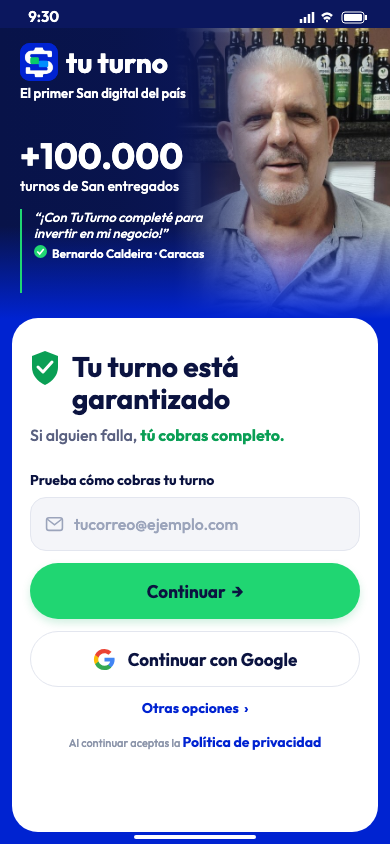 9:30
tu turno
El primer San digital del país
+100.000
turnos de San entregados
“¡Con TuTurno completé para
invertir en mi negocio!”
Bernardo Caldeira · Caracas
Tu turno está
garantizado
Si alguien falla, tú cobras completo.
Prueba cómo cobras tu turno
tucorreo@ejemplo.com
Continuar →
Continuar con Google
Otras opciones ›
Al continuar aceptas la Política de privacidad